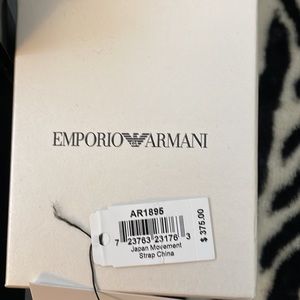 EMPORIO ARMANI
AR1895
7 23763 23176 3
Japan Movement
Strap China
$ 375.00